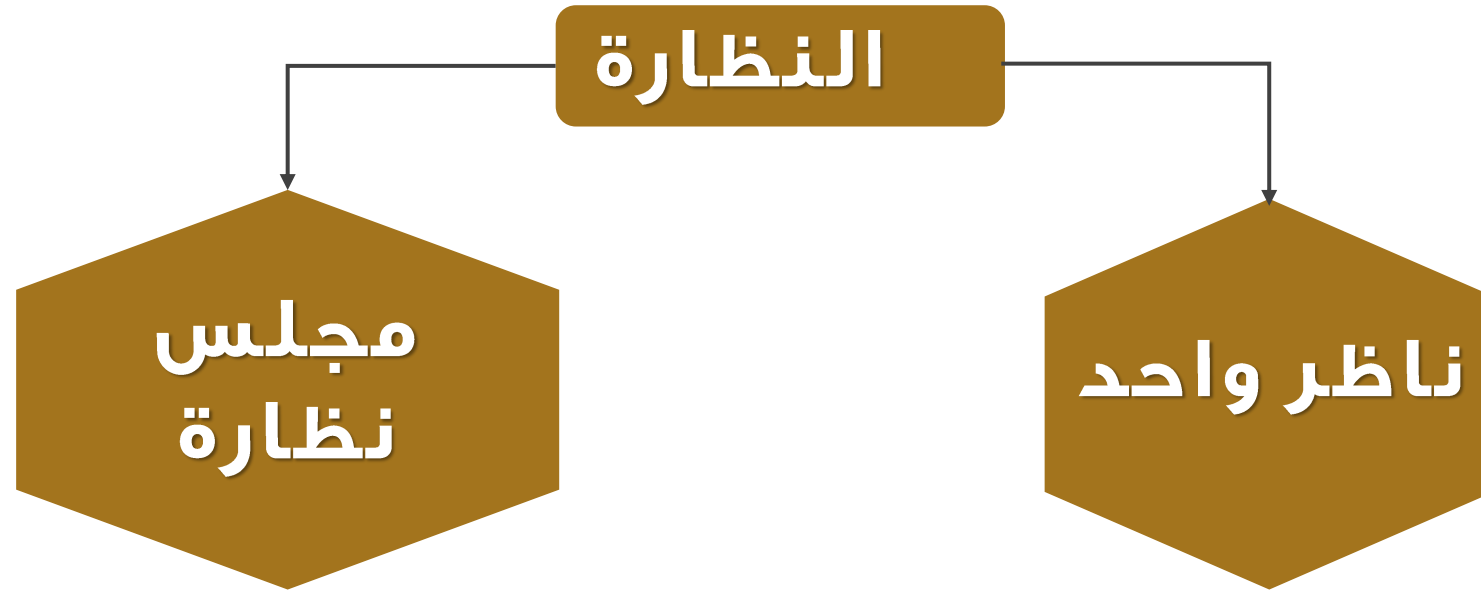 النظارة
ناظر واحد
مجلس
نظارة